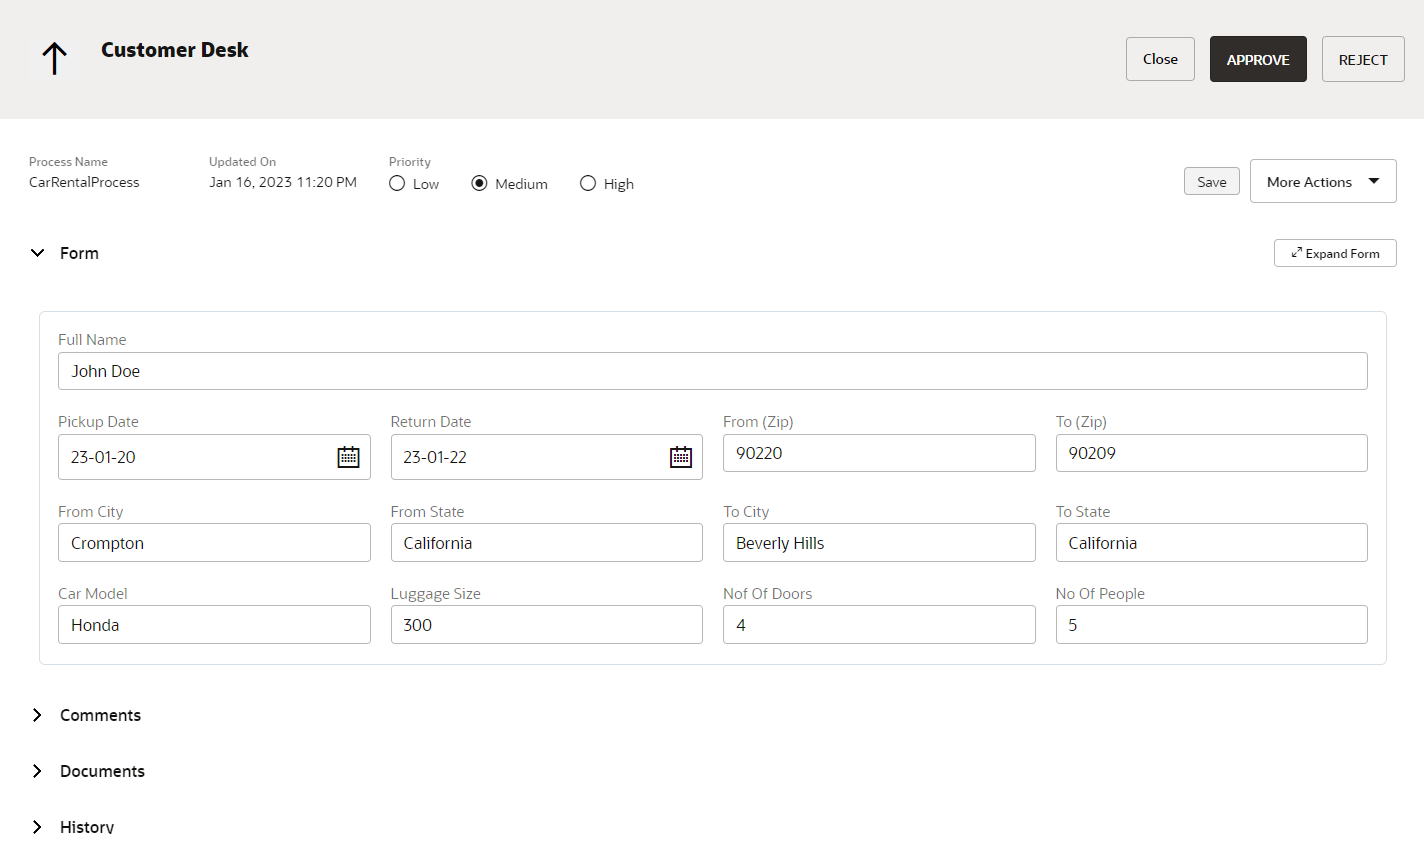 Customer Desk
Close
APPROVE
REJECT
Process Name
CarRentalProcess
Updated On
Jan 16, 2023 11:20 PM
Priority
Low
Medium
High
Save
More Actions
Form
Expand Form
Full Name
John Doe
Pickup Date
Return Date
From (Zip)
To (Zip)
23-01-20
23-01-22
90220
90209
From City
From State
To City
To State
Crompton
California
Beverly Hills
California
Car Model
Luggage Size
Nof Of Doors
No Of People
Honda
300
4
5
Comments
Documents
History